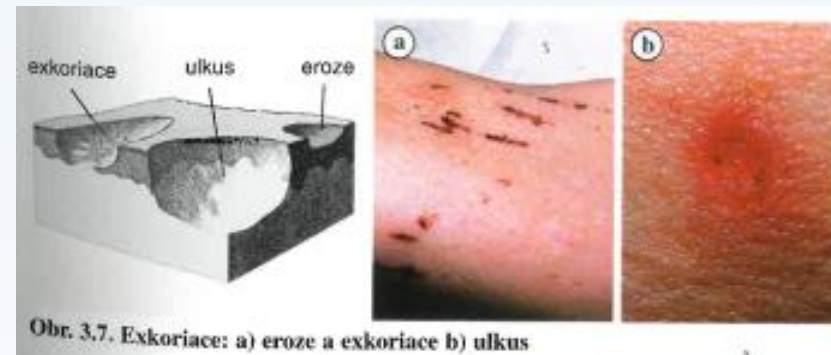 exkoriace
ulkus
eroze
a
b
Obr. 3.7. Exkoriace: a) eroze a exkoriace b) ulkus